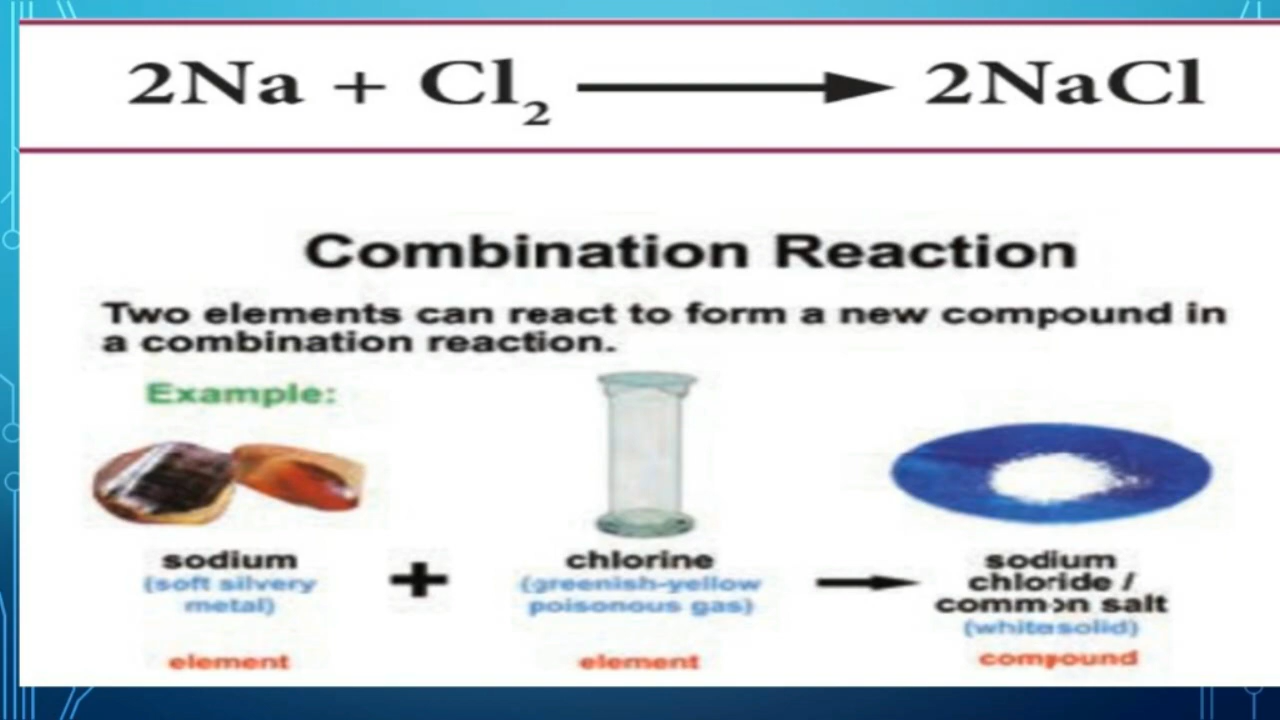 2Na + Cl₂ ⟶ 2NaCl
Combination Reaction
Two elements can react to form a new compound in
a combination reaction.
Example:
sodium
(soft silvery
metal)
element
+
chlorine
(greenish-yellow
poisonous gas)
element
→
sodium
chloride /
common salt
(white solid)
compound